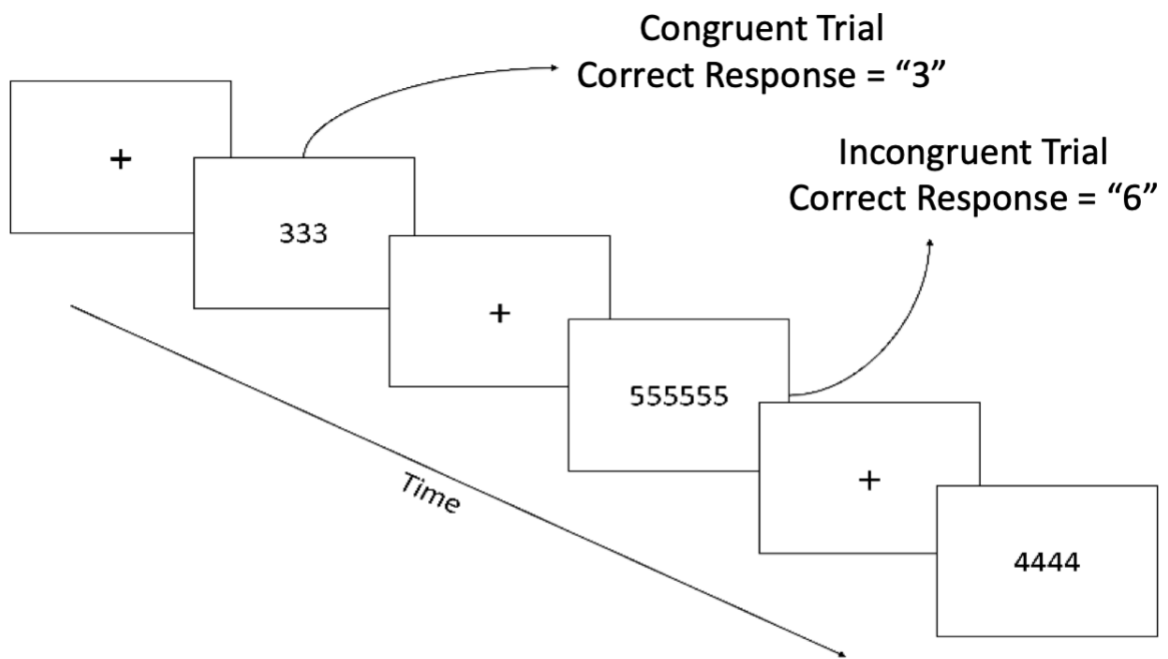 Congruent Trial
Correct Response = “3”
Incongruent Trial
Correct Response = “6”
+
333
+
555555
+
4444
Time